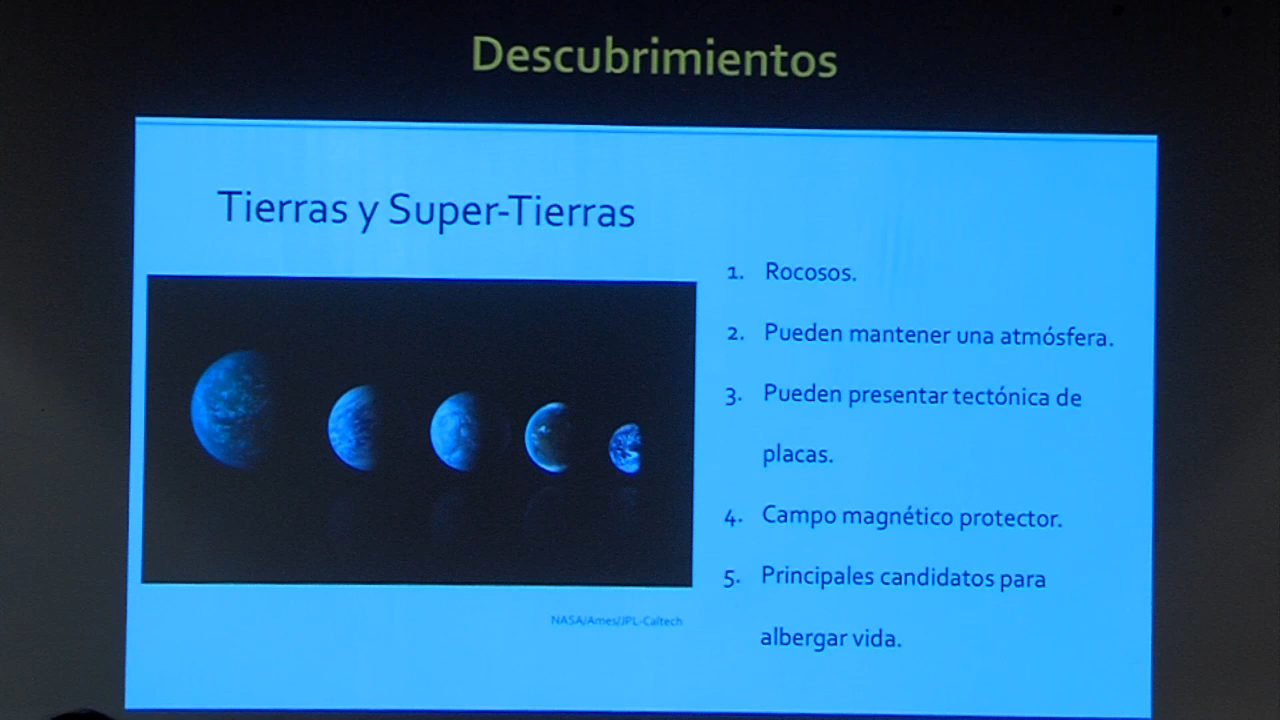 Descubrimientos
Tierras y Super-Tierras
1. Rocosos.
2. Pueden mantener una atmósfera.
3. Pueden presentar tectónica de
placas.
4. Campo magnético protector.
5. Principales candidatos para
albergar vida.
NASA/Ames/JPL-Caltech